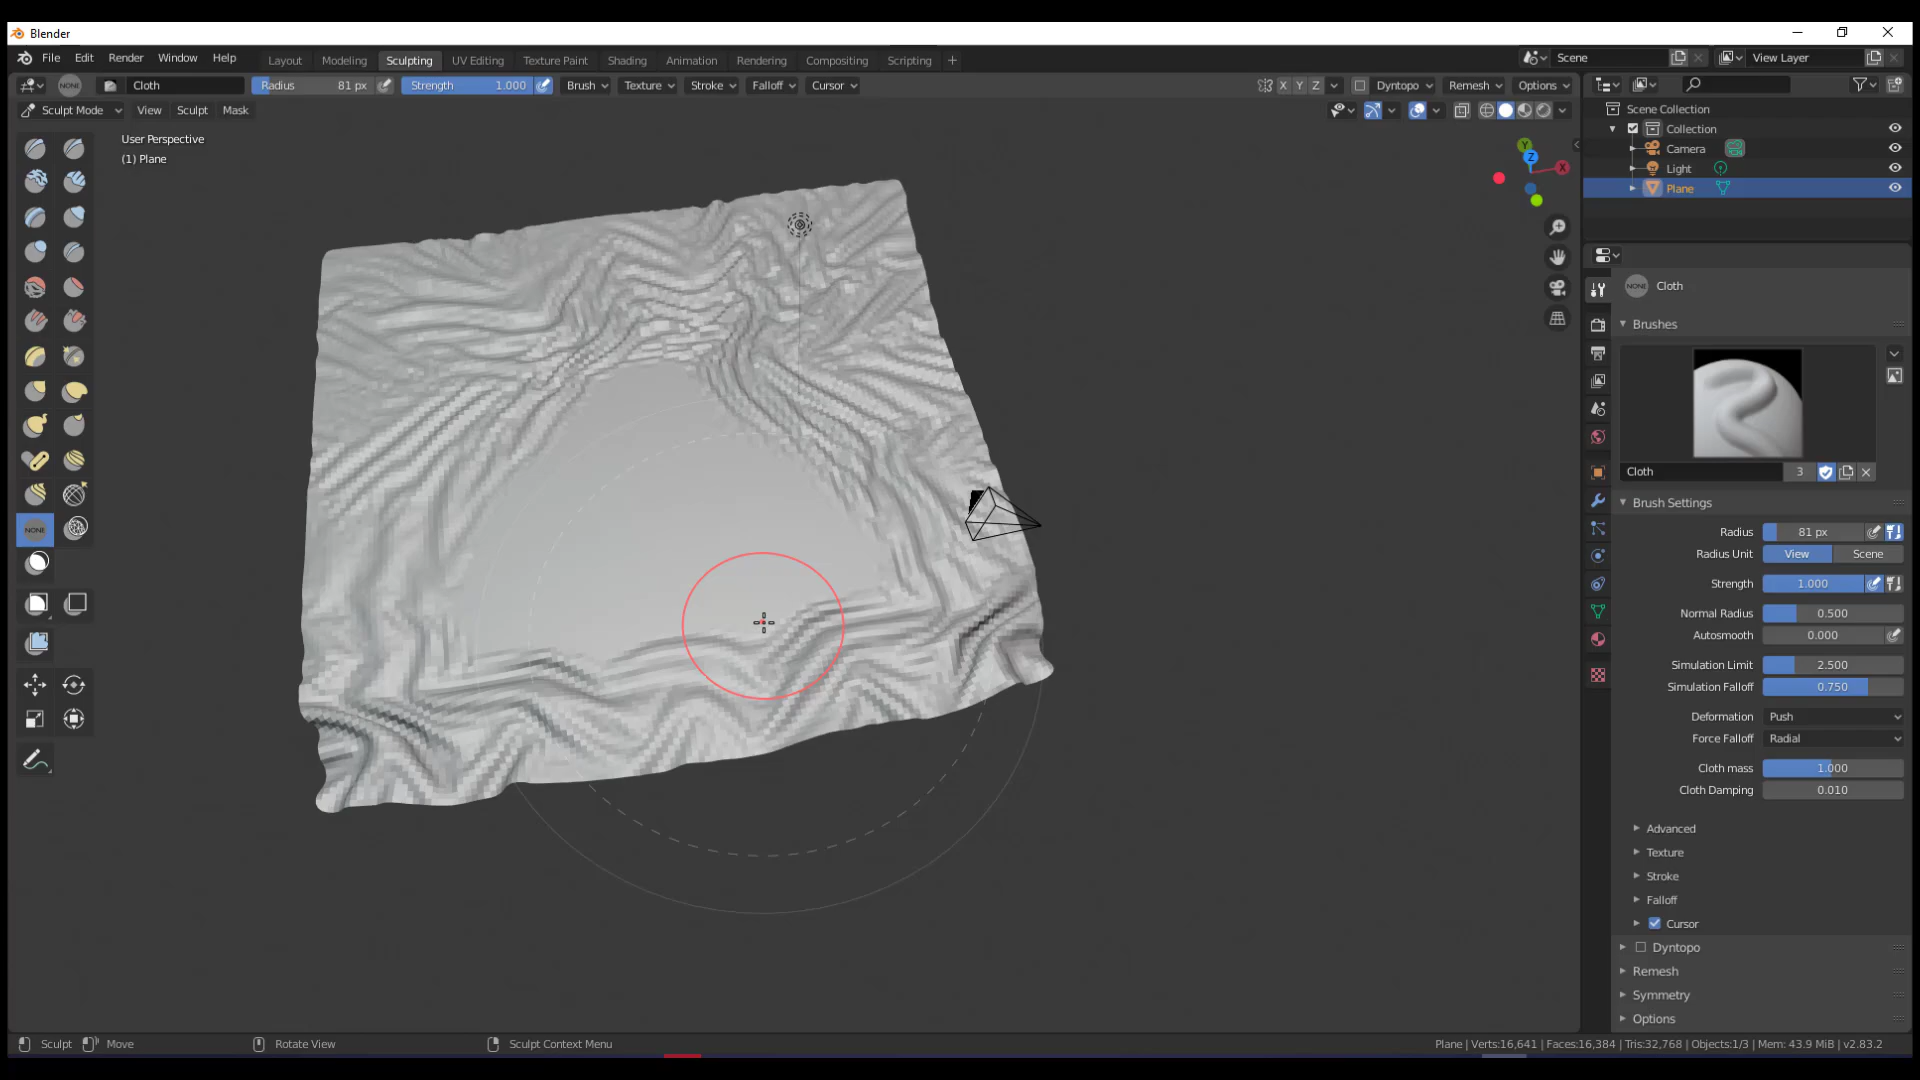 Blender
File Edit Render Window Help Layout Modeling Sculpting UV Editing Texture Paint Shading Animation Rendering Compositing Scripting + Scene View Layer
NONE Cloth Radius 81 px Strength 1.000 Brush Texture Stroke Falloff Cursor X Y Z Dyntopo Remesh Options
Sculpt Mode View Sculpt Mask
User Perspective
(1) Plane
Y
Z
X
NONE
Scene Collection
Collection
Camera
Light
Plane
NONE Cloth
Brushes
Cloth 3
Brush Settings
Radius 81 px
Radius Unit View Scene
Strength 1.000
Normal Radius 0.500
Autosmooth 0.000
Simulation Limit 2.500
Simulation Falloff 0.750
Deformation Push
Force Falloff Radial
Cloth mass 1.000
Cloth Damping 0.010
Advanced
Texture
Stroke
Falloff
Cursor
Dyntopo
Remesh
Symmetry
Options
Sculpt Move Rotate View Sculpt Context Menu Plane | Verts:16,641 | Faces:16,384 | Tris:32,768 | Objects:1/3 | Mem: 43.9 MiB | v2.83.2